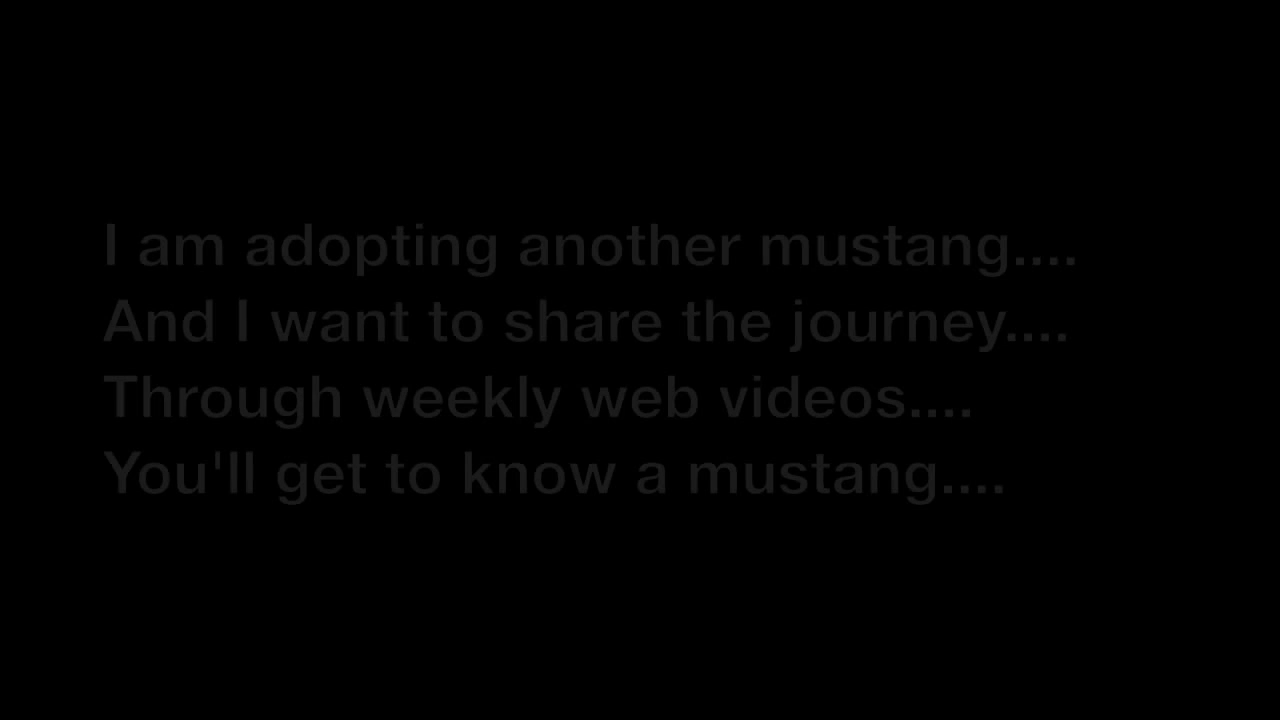 I am adopting another mustang....
And I want to share the journey....
Through weekly web videos....
You'll get to know a mustang....